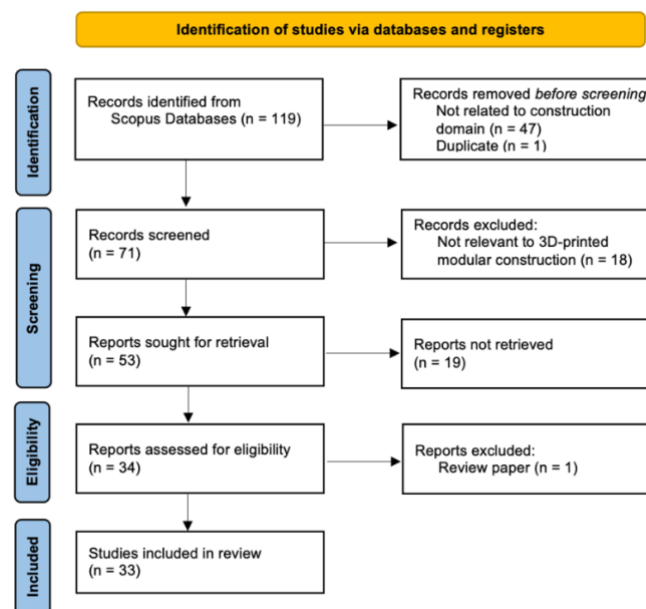 Identification of studies via databases and registers
Identification
Records identified from
Scopus Databases (n = 119)
Records removed before screening
Not related to construction
domain (n = 47)
Duplicate (n = 1)
Screening
Records screened
(n = 71)
Records excluded:
Not relevant to 3D-printed
modular construction (n = 18)
Reports sought for retrieval
(n = 53)
Reports not retrieved
(n = 19)
Eligibility
Reports assessed for eligibility
(n = 34)
Reports excluded:
Review paper (n = 1)
Included
Studies included in review
(n = 33)